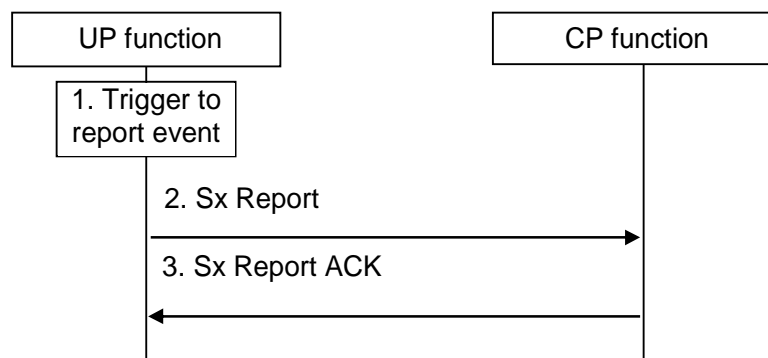 UP function
CP function
1. Trigger to
report event
2. Sx Report
3. Sx Report ACK